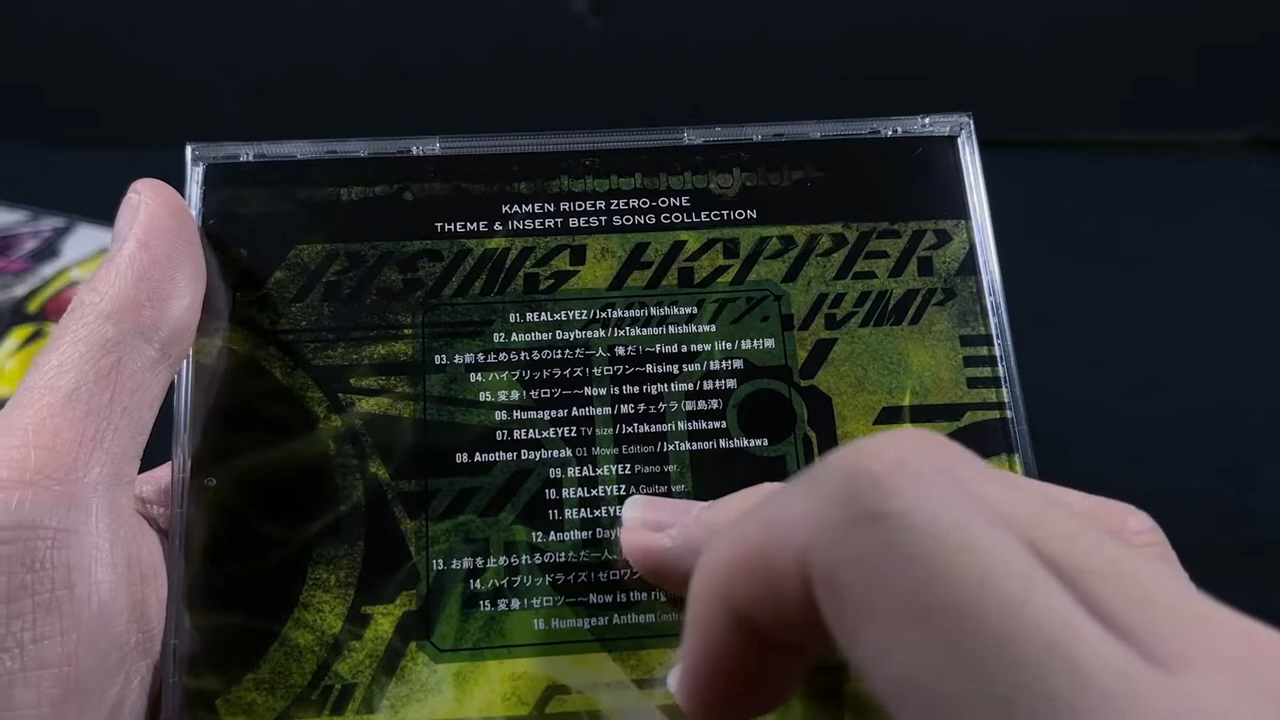 KAMEN RIDER ZERO-ONE
THEME & INSERT BEST SONG COLLECTION
RISING HOPPER
JUMP
01. REAL×EYEZ / J×Takanori Nishikawa
02. Another Daybreak / J×Takanori Nishikawa
03. お前を止められるのはただ一人、俺だ!〜Find a new life / 緋村剛
04. ハイブリッドライズ!ゼロワン〜Rising sun / 緋村剛
05. 変身!ゼロツー〜Now is the right time / 緋村剛
06. Humagear Anthem / MCチェケラ(副島淳)
07. REAL×EYEZ TV size / J×Takanori Nishikawa
08. Another Daybreak 01 Movie Edition / J×Takanori Nishikawa
09. REAL×EYEZ Piano ver.
10. REAL×EYEZ A.Guitar ver.
11. REAL×EYE
12. Another Dayb
13. お前を止められるのはただ一人、
14. ハイブリッドライズ!ゼロワン
15. 変身!ゼロツー〜Now is the rig
16. Humagear Anthem (instr